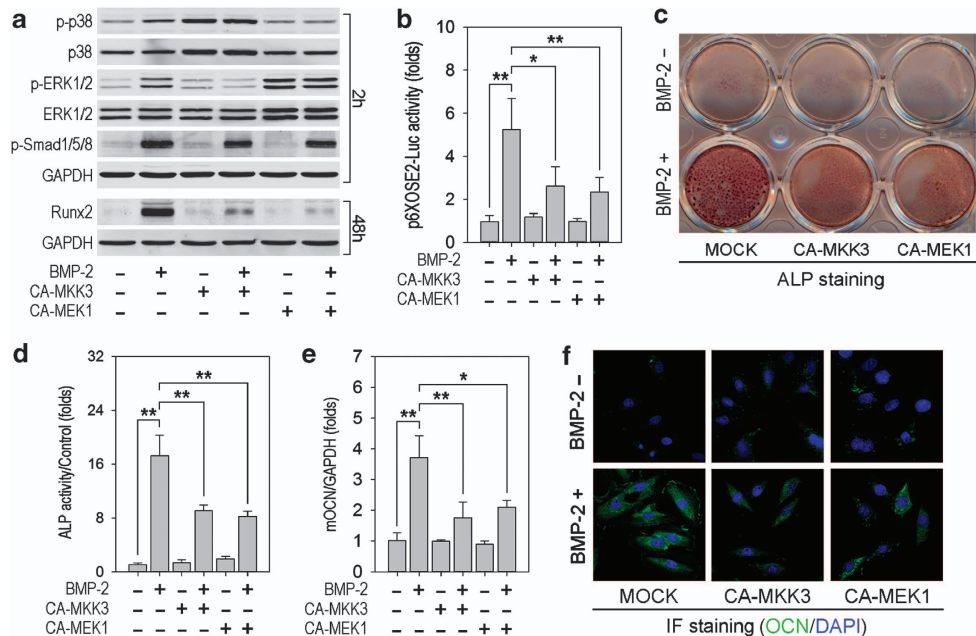 a
p-p38
p38
p-ERK1/2
ERK1/2
p-Smad1/5/8
GAPDH
2h
Runx2
GAPDH
48h
BMP-2 – + – + – +
CA-MKK3 – – + + – –
CA-MEK1 – – – – + +
b
p6XOSE2-Luc activity (folds)
10
8
6
4
2
0
**
*
**
BMP-2 – + – + – +
CA-MKK3 – – + + – –
CA-MEK1 – – – – + +
c
BMP-2 –
BMP-2 +
MOCK CA-MKK3 CA-MEK1
ALP staining
d
ALP activity/Control (folds)
32
24
16
8
0
**
**
**
BMP-2 – + – + – +
CA-MKK3 – – + + – –
CA-MEK1 – – – – + +
e
mOCN/GAPDH (folds)
7
6
5
4
3
2
1
0
*
**
**
BMP-2 – + – + – +
CA-MKK3 – – + + – –
CA-MEK1 – – – – + +
f
BMP-2 –
BMP-2 +
MOCK CA-MKK3 CA-MEK1
IF staining (OCN/DAPI)